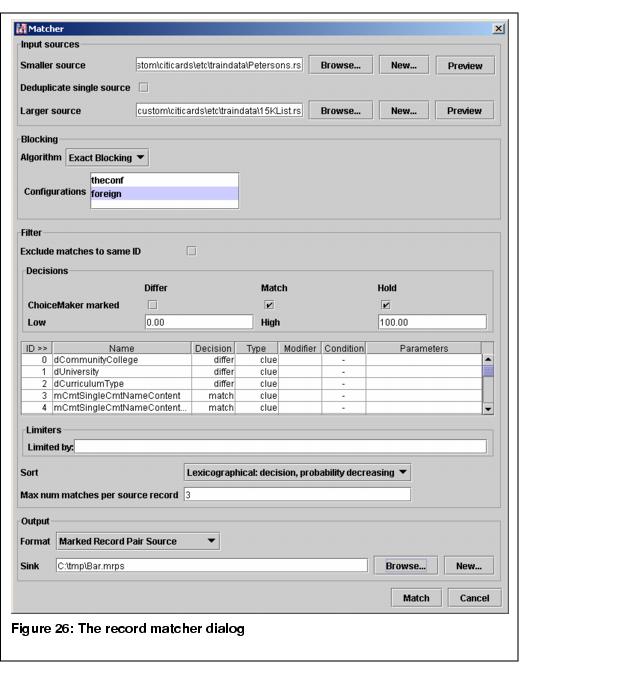 Matcher
Input sources
Smaller source stom\citicards\etc\traindata\Petersons.rs Browse... New... Preview
Deduplicate single source
Larger source custom\citicards\etc\traindata\15KList.rs Browse... New... Preview
Blocking
Algorithm Exact Blocking
theconf
Configurations foreign
Filter
Exclude matches to same ID
Decisions
Differ Match Hold
ChoiceMaker marked
Low 0.00 High 100.00
ID >> Name Decision Type Modifier Condition Parameters
0 dCommunityCollege differ clue -
1 dUniversity differ clue -
2 dCurriculumType differ clue -
3 mCmtSingleCmtNameContent match clue -
4 mCmtSingleCmtNameContent... match clue -
Limiters
Limited by:
Sort Lexicographical: decision, probability decreasing
Max num matches per source record 3
Output
Format Marked Record Pair Source
Sink C:\tmp\Bar.mrps Browse... New...
Match Cancel
Figure 26: The record matcher dialog